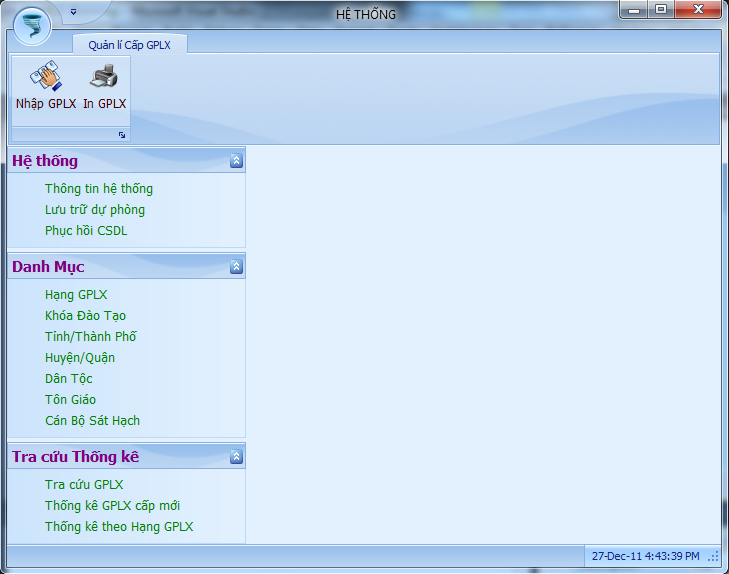 HỆ THỐNG
Quản lí Cấp GPLX
Nhập GPLX In GPLX
Hệ thống
Thông tin hệ thống
Lưu trữ dự phòng
Phục hồi CSDL
Danh Mục
Hạng GPLX
Khóa Đào Tạo
Tỉnh/Thành Phố
Huyện/Quận
Dân Tộc
Tôn Giáo
Cán Bộ Sát Hạch
Tra cứu Thống kê
Tra cứu GPLX
Thống kê GPLX cấp mới
Thống kê theo Hạng GPLX
27-Dec-11 4:43:39 PM